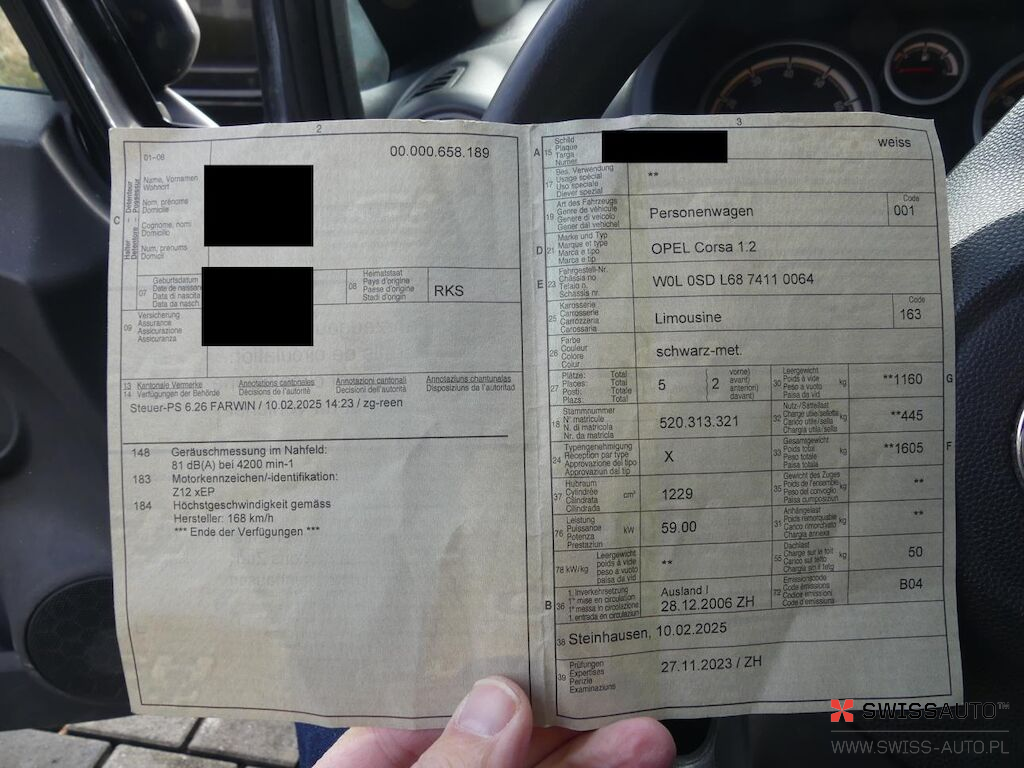 2
01-06
00.000.658.189
C
Halter – Détenteur
Detentore – Possessur
Name, Vornamen
Wohnort
Nom, prénoms
Domicile
Cognome, nomi
Domicilio
Num, prenums
Domicil
07
Geburtsdatum
Date de naissance
Data di nascita
Data da nasch.
08
Heimatstaat
Pays d'origine
Paese d'origine
Stadi d'origin
RKS
09
Versicherung
Assurance
Assicurazione
Assicuranza
13
14
Kantonale Vermerke
Verfügungen der Behörde
Annotations cantonales
Décisions de l'autorité
Annotazioni cantonali
Decisioni dell'autorità
Annotaziuns chantunalas
Disposiziuns da l'autoritad
Steuer-PS 6.26 FARWIN / 10.02.2025 14:23 / zg-reen
148 Geräuschmessung im Nahfeld:
81 dB(A) bei 4200 min-1
183 Motorkennzeichen/-Identifikation:
Z12 xEP
184 Höchstgeschwindigkeit gemäss
Hersteller: 168 km/h
*** Ende der Verfügungen ***
3
A 15
Schild
Plaque
Targa
Numer
weiss
17
Bes. Verwendung
Usage spécial
Uso speciale
Diever spezial
**
19
Art des Fahrzeugs
Genre de véhicule
Genere di veicolo
Gener dal vehichel
Personenwagen
Code
001
D 21
Marke und Typ
Marque et type
Marca e tipo
Marca e tip
OPEL Corsa 1.2
E 23
Fahrgestell-Nr.
Châssis no
Telaio n.
Schassis nr.
W0L 0SD L68 7411 0064
25
Karosserie
Carrosserie
Carrozzeria
Carossaria
Limousine
Code
163
26
Farbe
Couleur
Colore
Colur
schwarz-met.
27
Plätze: Total
Places: Total
Posti: Totale
Plazs: Total
5
2
vorne)
avant)
anteriori)
davant)
30
Leergewicht
Poids à vide
Peso a vuoto
Paisa da vid
kg
**1160
G
18
Stammnummer
N° matricule
N. di matricola
Nr. da matricla
520.313.321
32
Nutz-/Sattellast
Charge utile/sellette
Carico utile/sella
Chargia utila/sella
kg
**445
24
Typengenehmigung
Réception par type
Approvazione del tipo
Approvaziun dal tip
X
33
Gesamtgewicht
Poids total
Peso totale
Paisa totala
kg
**1605
F
37
Hubraum
Cylindrée
Cilindrata
Cilindrada
cm³
1229
35
Gewicht des Zuges
Poids de l'ensemble
Peso del convoglio
Paisa cumposiziun
kg
**
76
Leistung
Puissance
Potenza
Prestaziun
kW
59.00
31
Anhängelast
Poids remorquable
Carico rimorchiato
Chargia annexa
kg
**
78 kW/kg
Leergewicht
poids à vide
peso a vuoto
paisa da vid
**
55
Dachlast
Charge sur le toit
Carico sul tetto
Chargia sin il tetg
kg
50
B 36
1. Inverkehrsetzung
1re mise en circulation
1a messa in circolazione
1. entrada en circulaziun
Ausland /
28.12.2006 ZH
72
Emissionscode
Code émissions
Codice emissioni
Code d'emissiuns
B04
38 Steinhausen, 10.02.2025
39
Prüfungen
Expertises
Perizie
Examinaziuns
27.11.2023 / ZH
SWISSAUTO™
WWW.SWISS-AUTO.PL